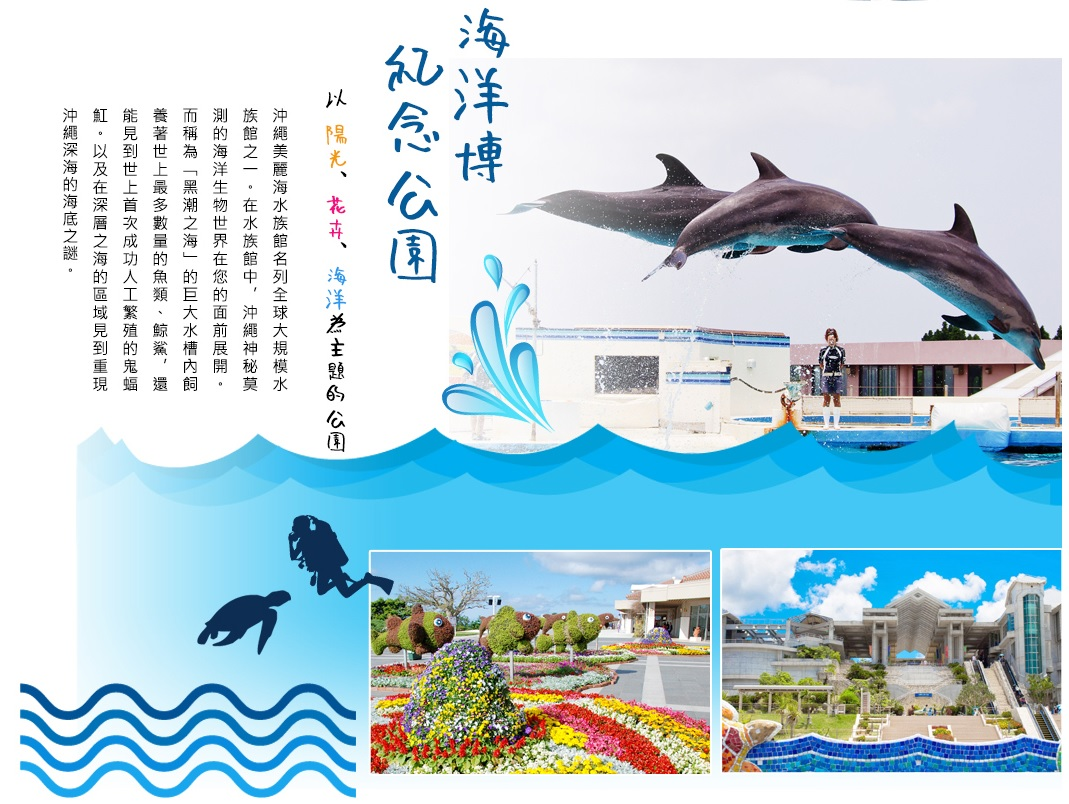 海洋博
紀念公園
以陽光、花卉、海洋為主題的公園
沖繩美麗海水族館名列全球大規模水
族館之一。在水族館中，沖繩神秘莫
測的海洋生物世界在您的面前展開。
而稱為「黑潮之海」的巨大水槽內飼
養著世上最多數量的魚類、鯨鯊，還
能見到世上首次成功人工繁殖的鬼蝠
魟。以及在深層之海的區域見到重現
沖繩深海的海底之謎。